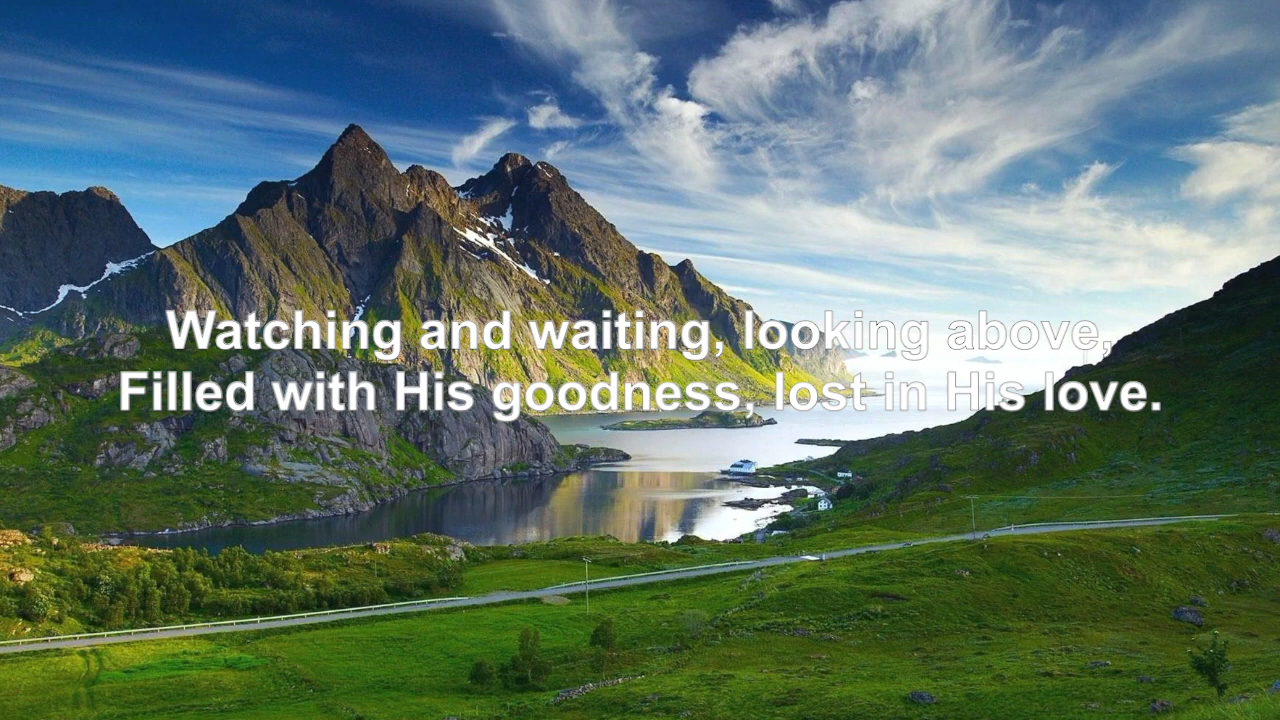 Watching and waiting, looking above,
Filled with His goodness, lost in His love.